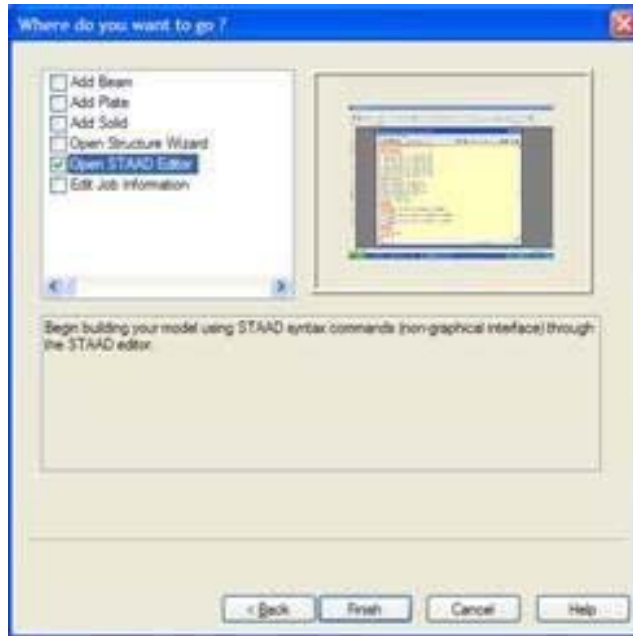 Where do you want to go ?
Add Beam
Add Plate
Add Solid
Open Structure Wizard
Open STAAD Editor
Edit Job Information
Begin building your model using STAAD syntax commands (non-graphical interface) through
the STAAD editor.
< Back
Finish
Cancel
Help